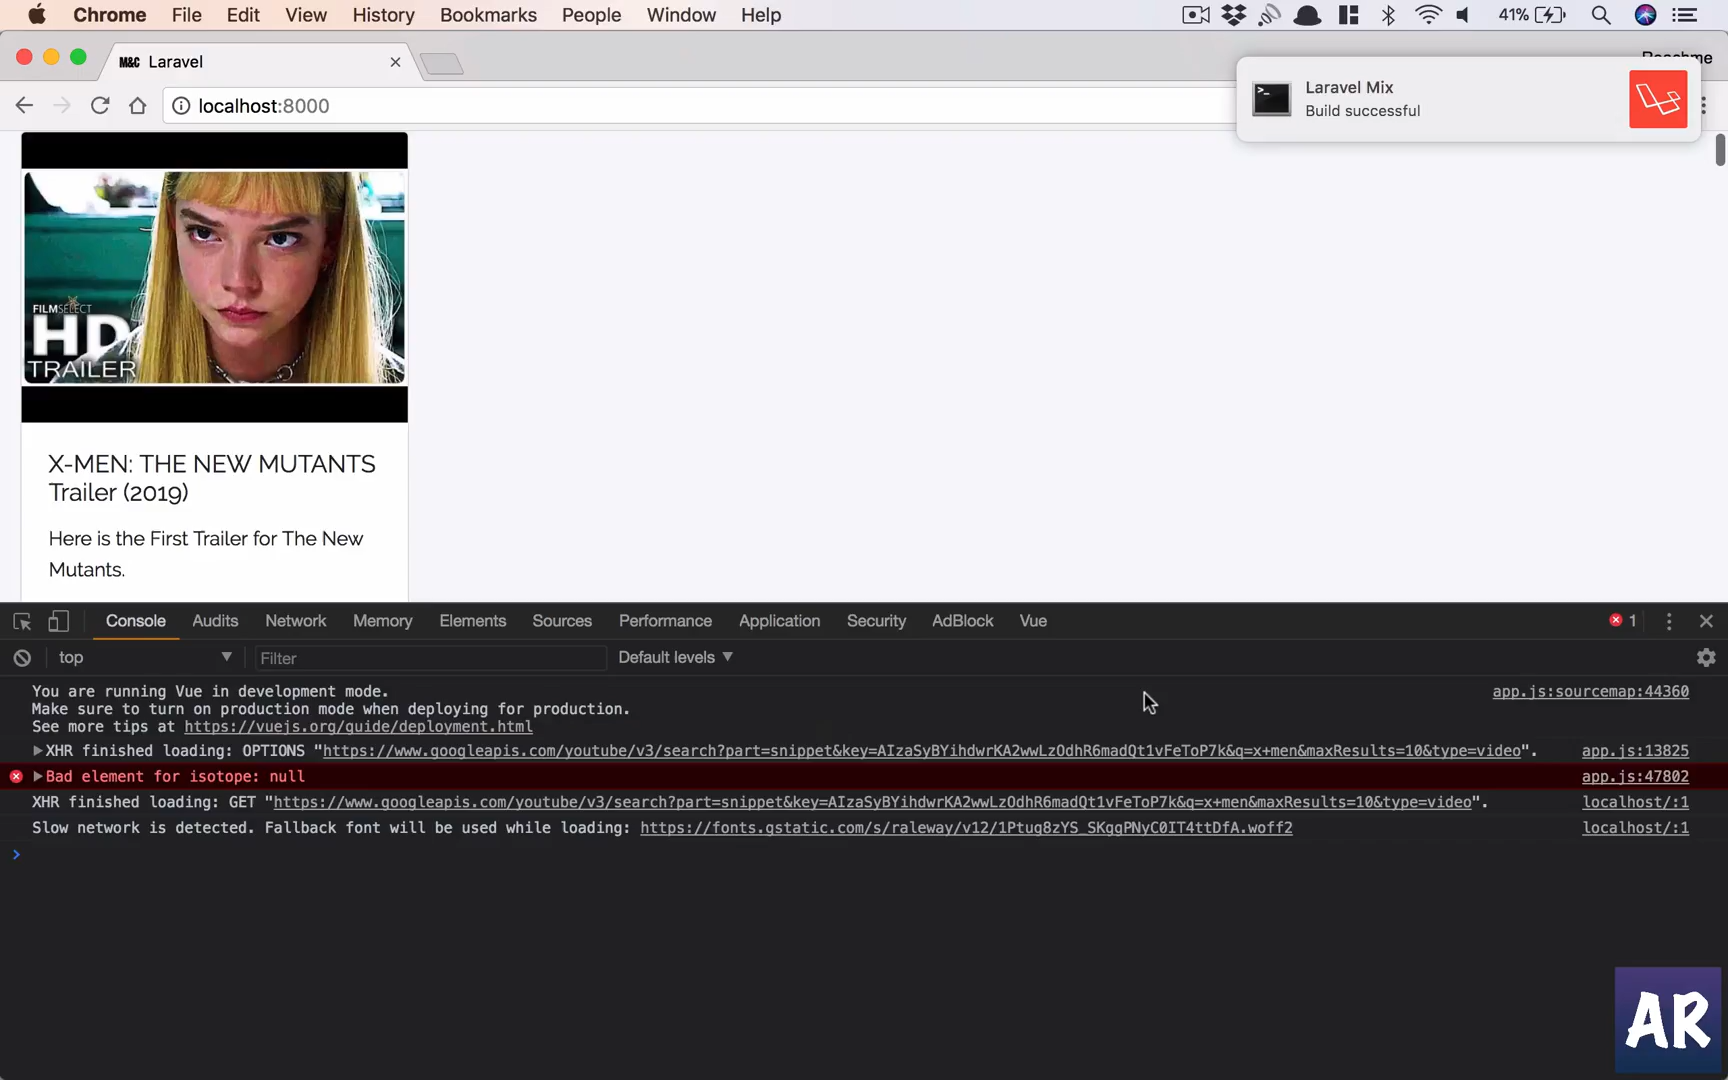 Chrome File Edit View History Bookmarks People Window Help 41%
M&C Laravel
localhost:8000
Laravel Mix
Build successful
FILMSELECT
HD
TRAILER
X-MEN: THE NEW MUTANTS
Trailer (2019)
Here is the First Trailer for The New
Mutants.
Console Audits Network Memory Elements Sources Performance Application Security AdBlock Vue 1
top Filter Default levels
You are running Vue in development mode. app.js:sourcemap:44360
Make sure to turn on production mode when deploying for production.
See more tips at https://vuejs.org/guide/deployment.html
XHR finished loading: OPTIONS "https://www.googleapis.com/youtube/v3/search?part=snippet&key=AIzaSyBYihdwrKA2wwLzOdhR6madQt1vFeToP7k&q=x+men&maxResults=10&type=video". app.js:13825
Bad element for isotope: null app.js:47802
XHR finished loading: GET "https://www.googleapis.com/youtube/v3/search?part=snippet&key=AIzaSyBYihdwrKA2wwLzOdhR6madQt1vFeToP7k&q=x+men&maxResults=10&type=video". localhost/:1
Slow network is detected. Fallback font will be used while loading: https://fonts.gstatic.com/s/raleway/v12/1Ptug8zYS_SKggPNyC0IT4ttDfA.woff2 localhost/:1
AR